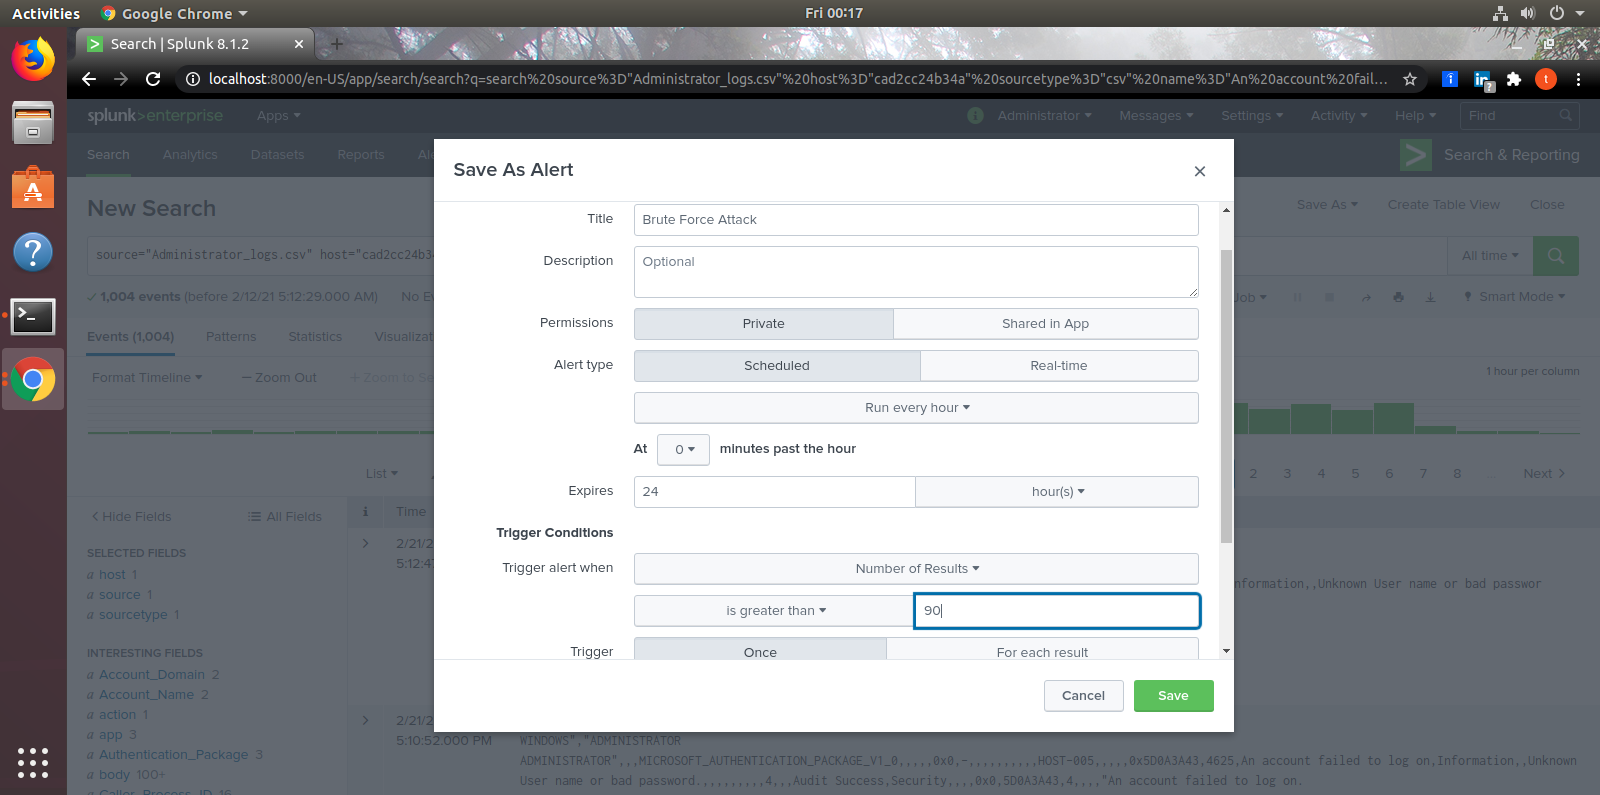 Activities Google Chrome Fri 00:17
Search | Splunk 8.1.2
localhost:8000/en-US/app/search/search?q=search%20source%3D"Administrator_logs.csv"%20host%3D"cad2cc24b34a"%20sourcetype%3D"csv"%20name%3D"An%20account%20fail...
splunk>enterprise Apps Administrator Messages Settings Activity Help Find
Search Analytics Datasets Reports Ale Search & Reporting
Save As Alert
New Search Save As Create Table View Close
Title Brute Force Attack
source="Administrator_logs.csv" host="cad2cc24b34 All time
Description Optional
1,004 events (before 2/12/21 5:12:29.000 AM) No Ev Job Smart Mode
Permissions Private Shared in App
Events (1,004) Patterns Statistics Visualizat
Alert type Scheduled Real-time
Format Timeline — Zoom Out + Zoom to Se 1 hour per column
Run every hour
At 0 minutes past the hour
List 2 3 4 5 6 7 8 ... Next
Expires 24 hour(s)
Hide Fields All Fields i Time
Trigger Conditions
SELECTED FIELDS
2/21/2
5:12:47
Trigger alert when Number of Results
a host 1
nformation,,Unknown User name or bad passwor
a source 1
is greater than 90
a sourcetype 1
INTERESTING FIELDS
Trigger Once For each result
a Account_Domain 2
a Account_Name 2
Cancel Save
a action 1
2/21/2
a app 3
5:10:52.000 PM WINDOWS","ADMINISTRATOR
a Authentication_Package 3
ADMINISTRATOR",,,MICROSOFT_AUTHENTICATION_PACKAGE_V1_0,,,,,0x0,-,,,,,,,,,,HOST-005,,,,,0x5D0A3A43,4625,An account failed to log on,Information,,Unknown
a body 100+
User name or bad password.,,,,,,,,,4,,,Audit Success,Security,,,,0x0,5D0A3A43,4,,,,"An account failed to log on.
a Caller_Process_ID 16